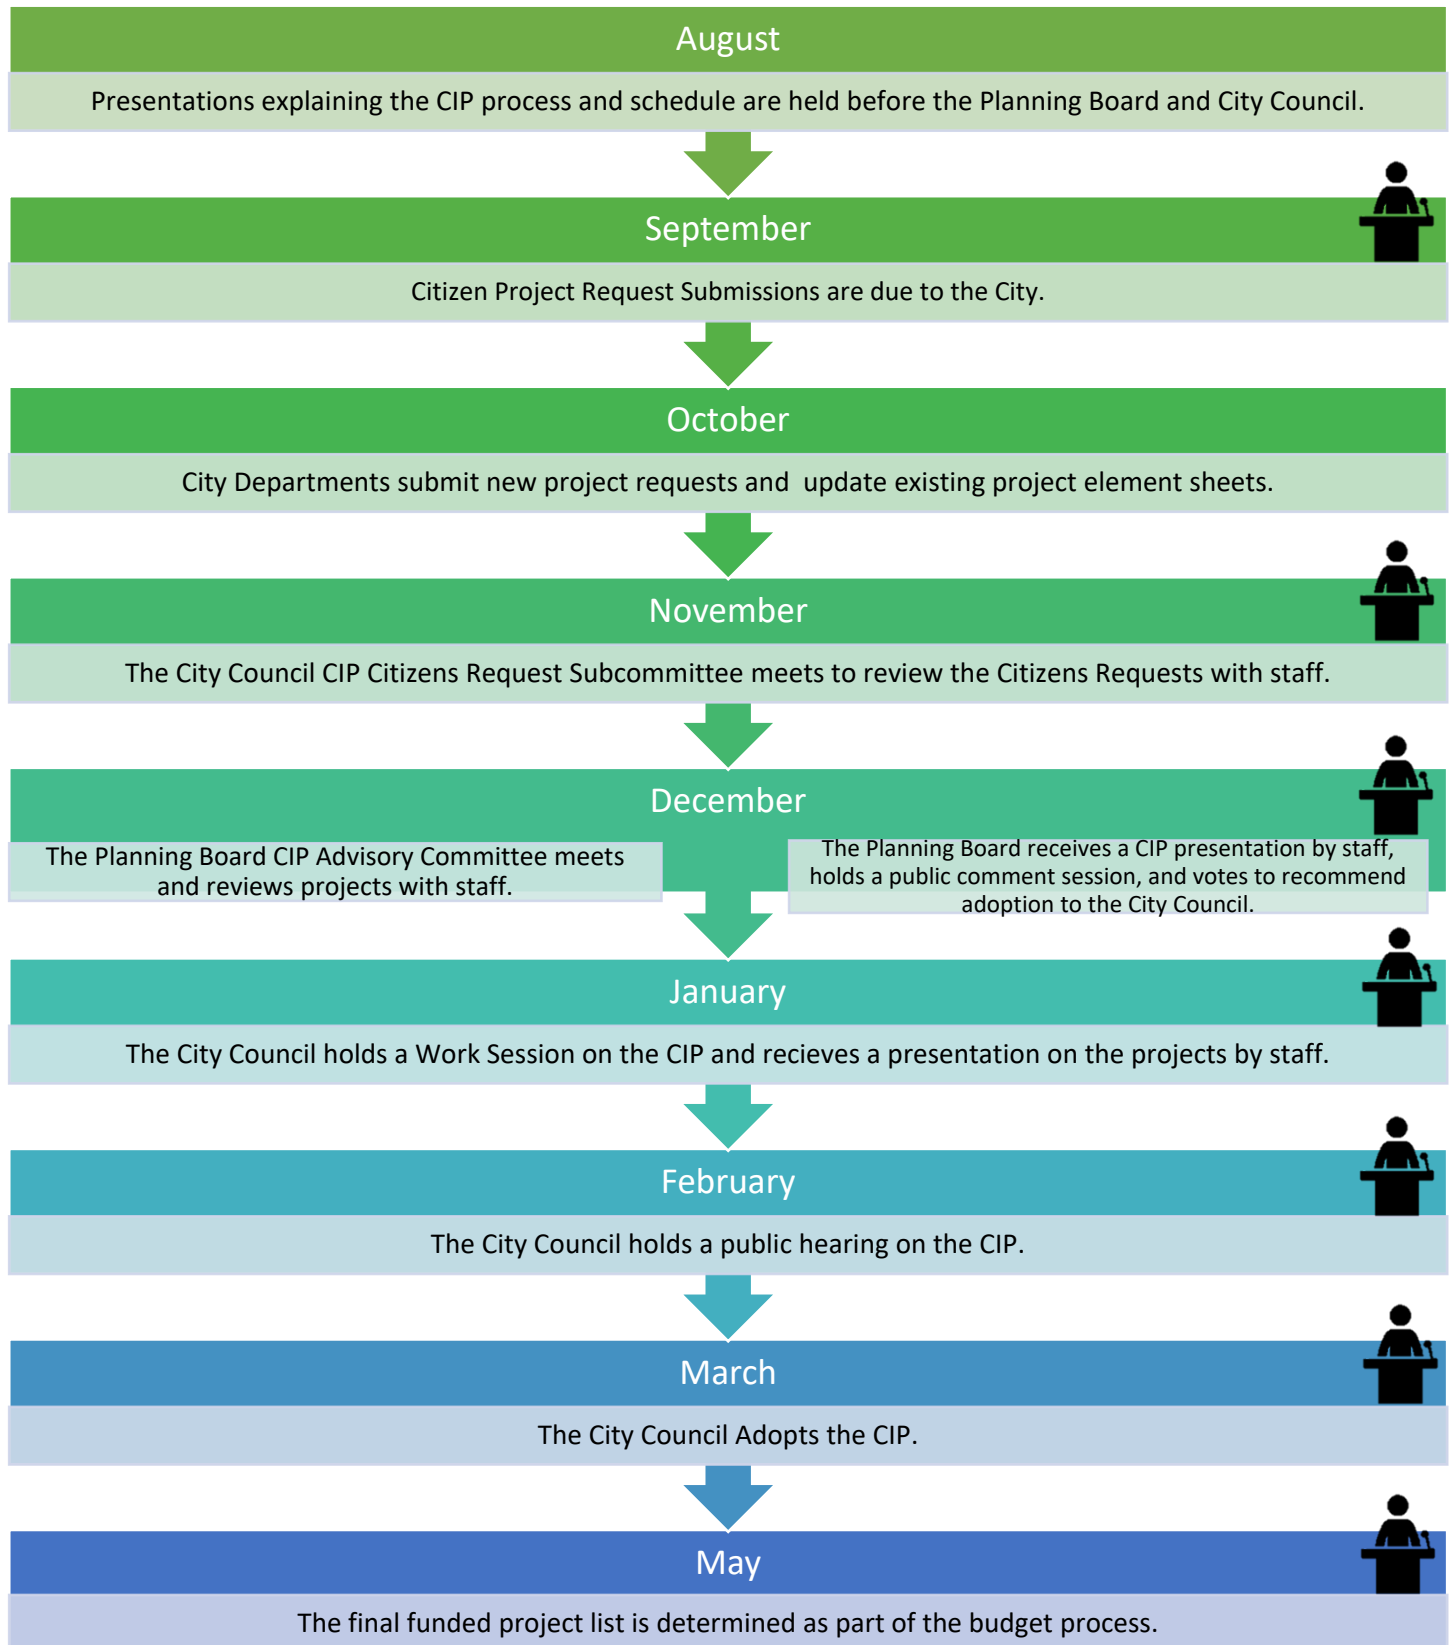 August
Presentations explaining the CIP process and schedule are held before the Planning Board and City Council.
September
Citizen Project Request Submissions are due to the City.
October
City Departments submit new project requests and  update existing project element sheets.
November
The City Council CIP Citizens Request Subcommittee meets to review the Citizens Requests with staff.
December
The Planning Board CIP Advisory Committee meets
and reviews projects with staff.
The Planning Board receives a CIP presentation by staff,
holds a public comment session, and votes to recommend
adoption to the City Council.
January
The City Council holds a Work Session on the CIP and recieves a presentation on the projects by staff.
February
The City Council holds a public hearing on the CIP.
March
The City Council Adopts the CIP.
May
The final funded project list is determined as part of the budget process.